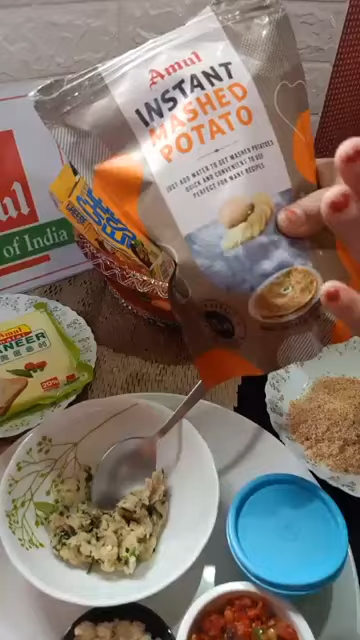 Amul
INSTANT
MASHED
POTATO
JUST ADD WATER TO GET MASHED POTATOES
QUICK AND CONVENIENT TO USE
PERFECT FOR MANY RECIPES
ul
of India
Amul
NEER